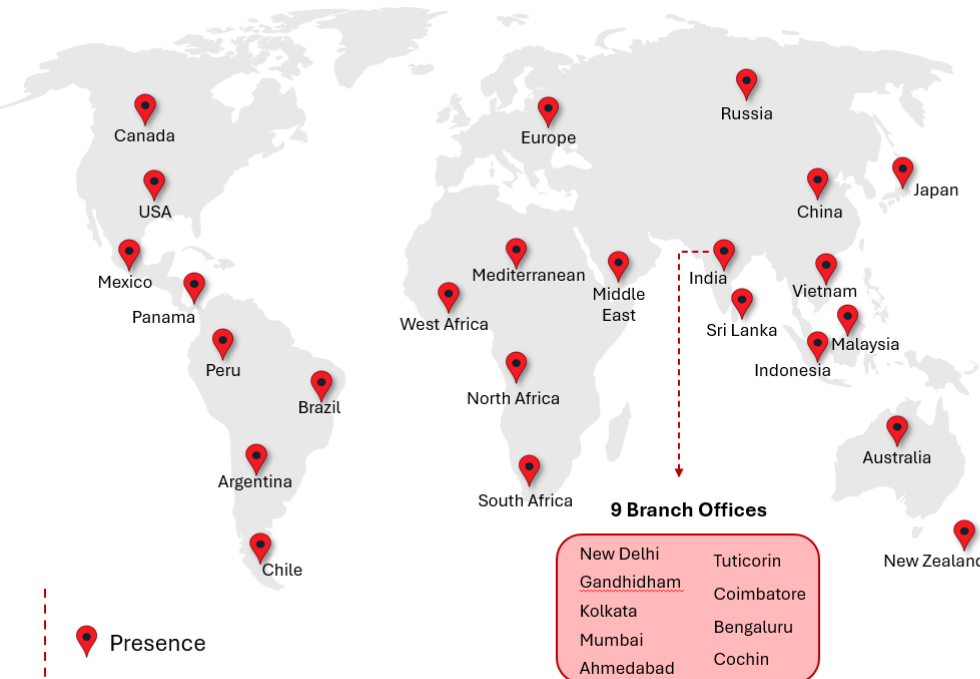 Canada
Europe
Russia
USA
China
Japan
Mexico
Mediterranean
Middle
East
India
Vietnam
Panama
West Africa
Sri Lanka
Malaysia
Peru
Indonesia
Brazil
North Africa
Argentina
Australia
South Africa
Chile
New Zealand
9 Branch Offices
New Delhi
Gandhidham
Kolkata
Mumbai
Ahmedabad
Tuticorin
Coimbatore
Bengaluru
Cochin
Presence